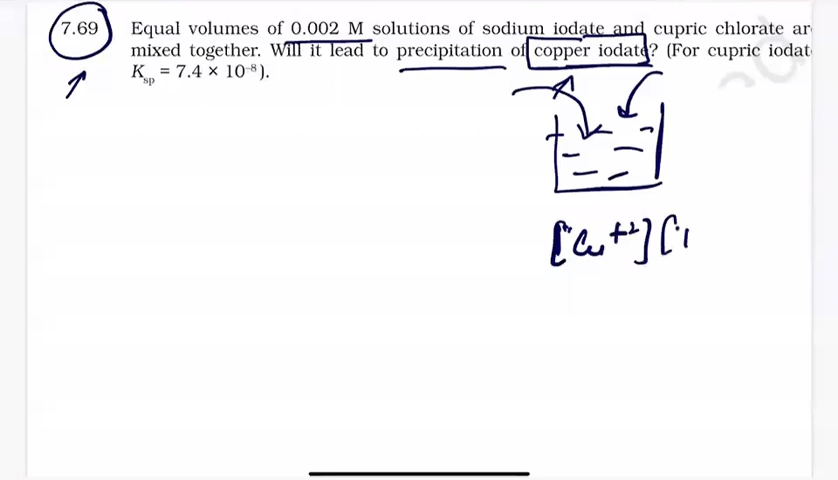 7.69 Equal volumes of 0.002 M solutions of sodium iodate and cupric chlorate ar
mixed together. Will it lead to precipitation of copper iodate? (For cupric iodat
Ksp = 7.4 × 10⁻⁸).
[Cu+2] [